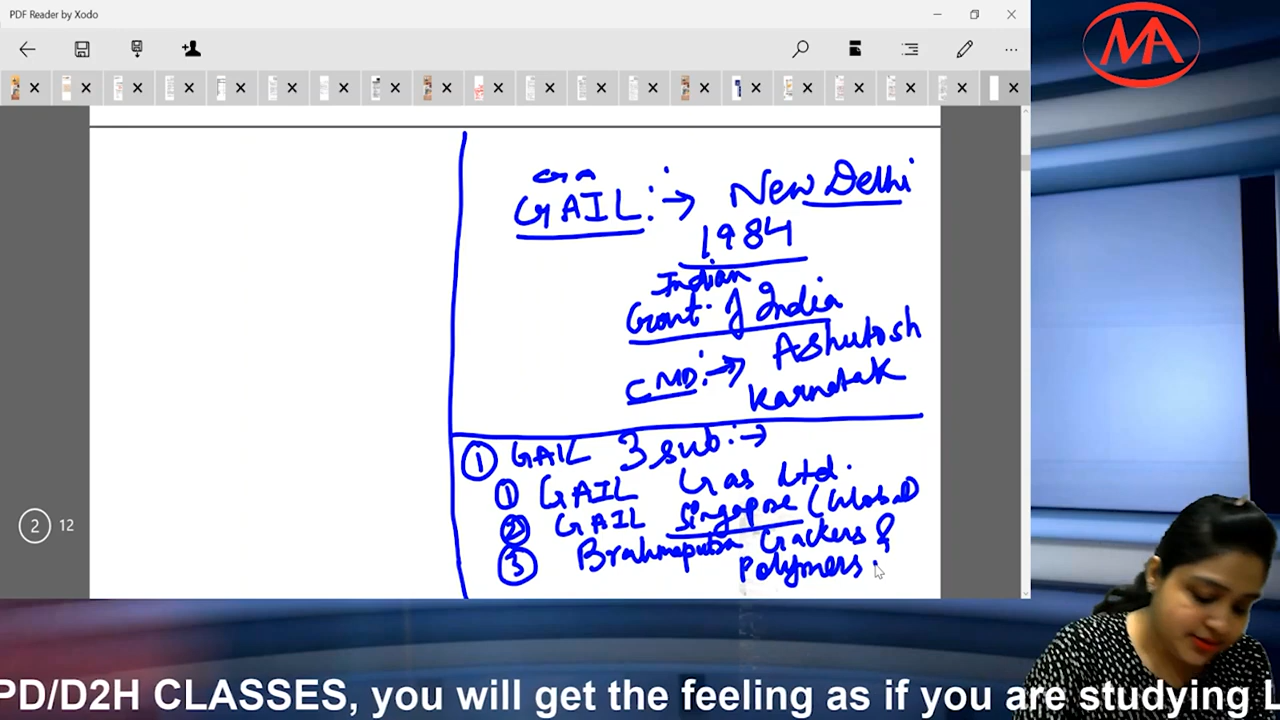 PDF Reader by Xodo
MA
Ga
GAIL :→ New Delhi
1984
Indian
Govt. of India
CMD :→ Ashutosh
Karnatak
① GAIL 3 sub :→
① GAIL Gas Ltd.
② GAIL Singapore (Global)
③ Brahmaputra Crackers &
Polymers
2 12
PD/D2H CLASSES, you will get the feeling as if you are studying L